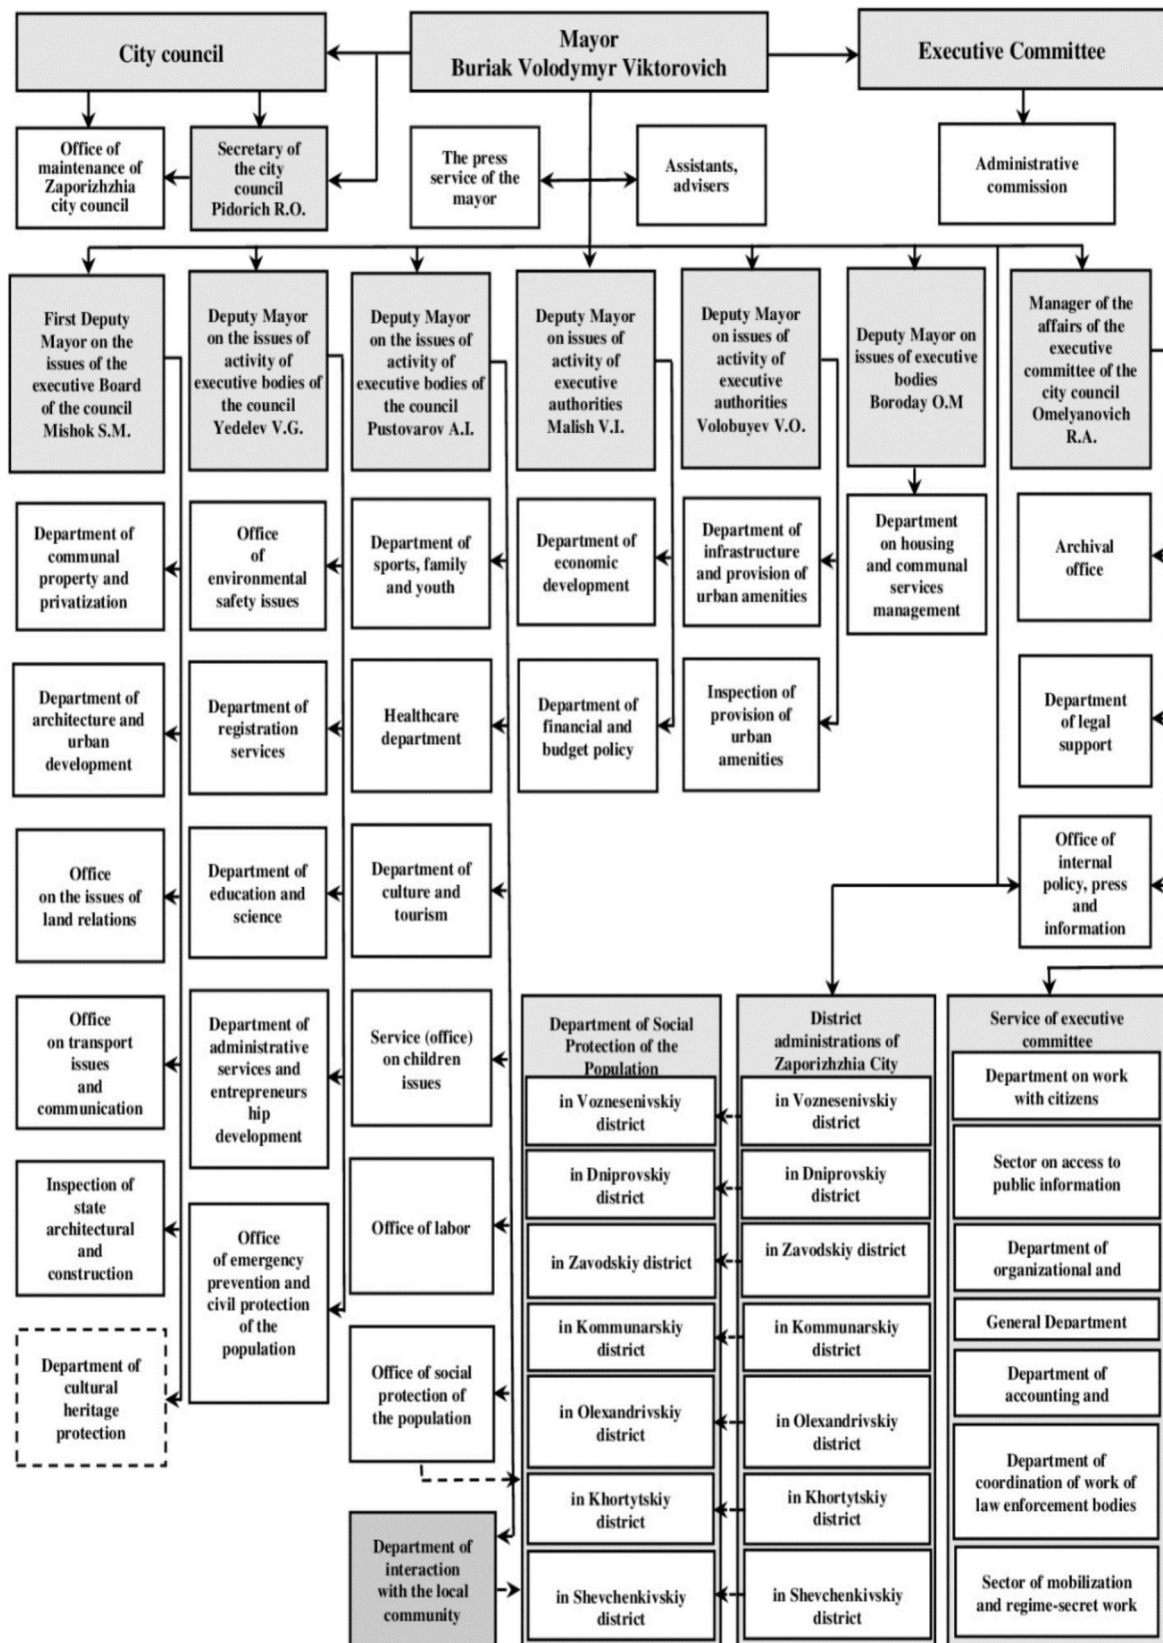 City council
Mayor
Buriak Volodymyr Viktorovich
Executive Committee
Office of
maintenance of
Zaporizhzhia
city council
Secretary of
the city
council
Pidorich R.O.
The press
service of the
mayor
Assistants,
advisers
Administrative
commission
First Deputy
Mayor on the
issues of the
executive Board
of the council
Mishok S.M.
Deputy Mayor
on the issues of
activity of
executive bodies of
the council
Yedelev V.G.
Deputy Mayor
on the issues of
activity of
executive bodies of
the council
Pustovarov A.I.
Deputy Mayor
on issues of
activity of
executive
authorities
Malish V.I.
Deputy Mayor
on issues of
activity of
executive
authorities
Volobuyev V.O.
Deputy Mayor on
issues of executive
bodies
Boroday O.M
Manager of the
affairs of the
executive
committee of the
city council
Omelyanovich
R.A.
Department of
communal
property and
privatization
Office
of
environmental
safety issues
Department of
sports, family
and youth
Department of
economic
development
Department of
infrastructure
and provision of
urban amenities
Department
on housing
and communal
services
management
Archival
office
Department of
architecture and
urban
development
Department of
registration
services
Healthcare
department
Department of
financial and
budget policy
Inspection of
provision of
urban
amenities
Department
of legal
support
Office
on the issues of
land relations
Department of
education and
science
Department of
culture and
tourism
Office of
internal
policy, press
and
information
Office
on transport
issues
and
communication
Department of
administrative
services and
entrepreneurs
hip
development
Service (office)
on children
issues
Inspection of
state
architectural
and
construction
Office
of emergency
prevention and
civil protection
of the
population
Office of labor
Department of
cultural
heritage
protection
Office of social
protection of
the population
Department of
interaction
with the local
community
Department of Social
Protection of the
Population
in Voznesenivskiy
district
in Dniprovskiy
district
in Zavodskiy district
in Kommunarskiy
district
in Olexandrivskiy
district
in Khortytskiy
district
in Shevchenkivskiy
district
District
administrations of
Zaporizhzhia City
in Voznesenivskiy
district
in Dniprovskiy
district
in Zavodskiy district
in Kommunarskiy
district
in Olexandrivskiy
district
in Khortytskiy
district
in Shevchenkivskiy
district
Service of executive
committee
Department on work
with citizens
Sector on access to
public information
Department of
organizational and
General Department
Department of
accounting and
Department of
coordination of work of
law enforcement bodies
Sector of mobilization
and regime-secret work